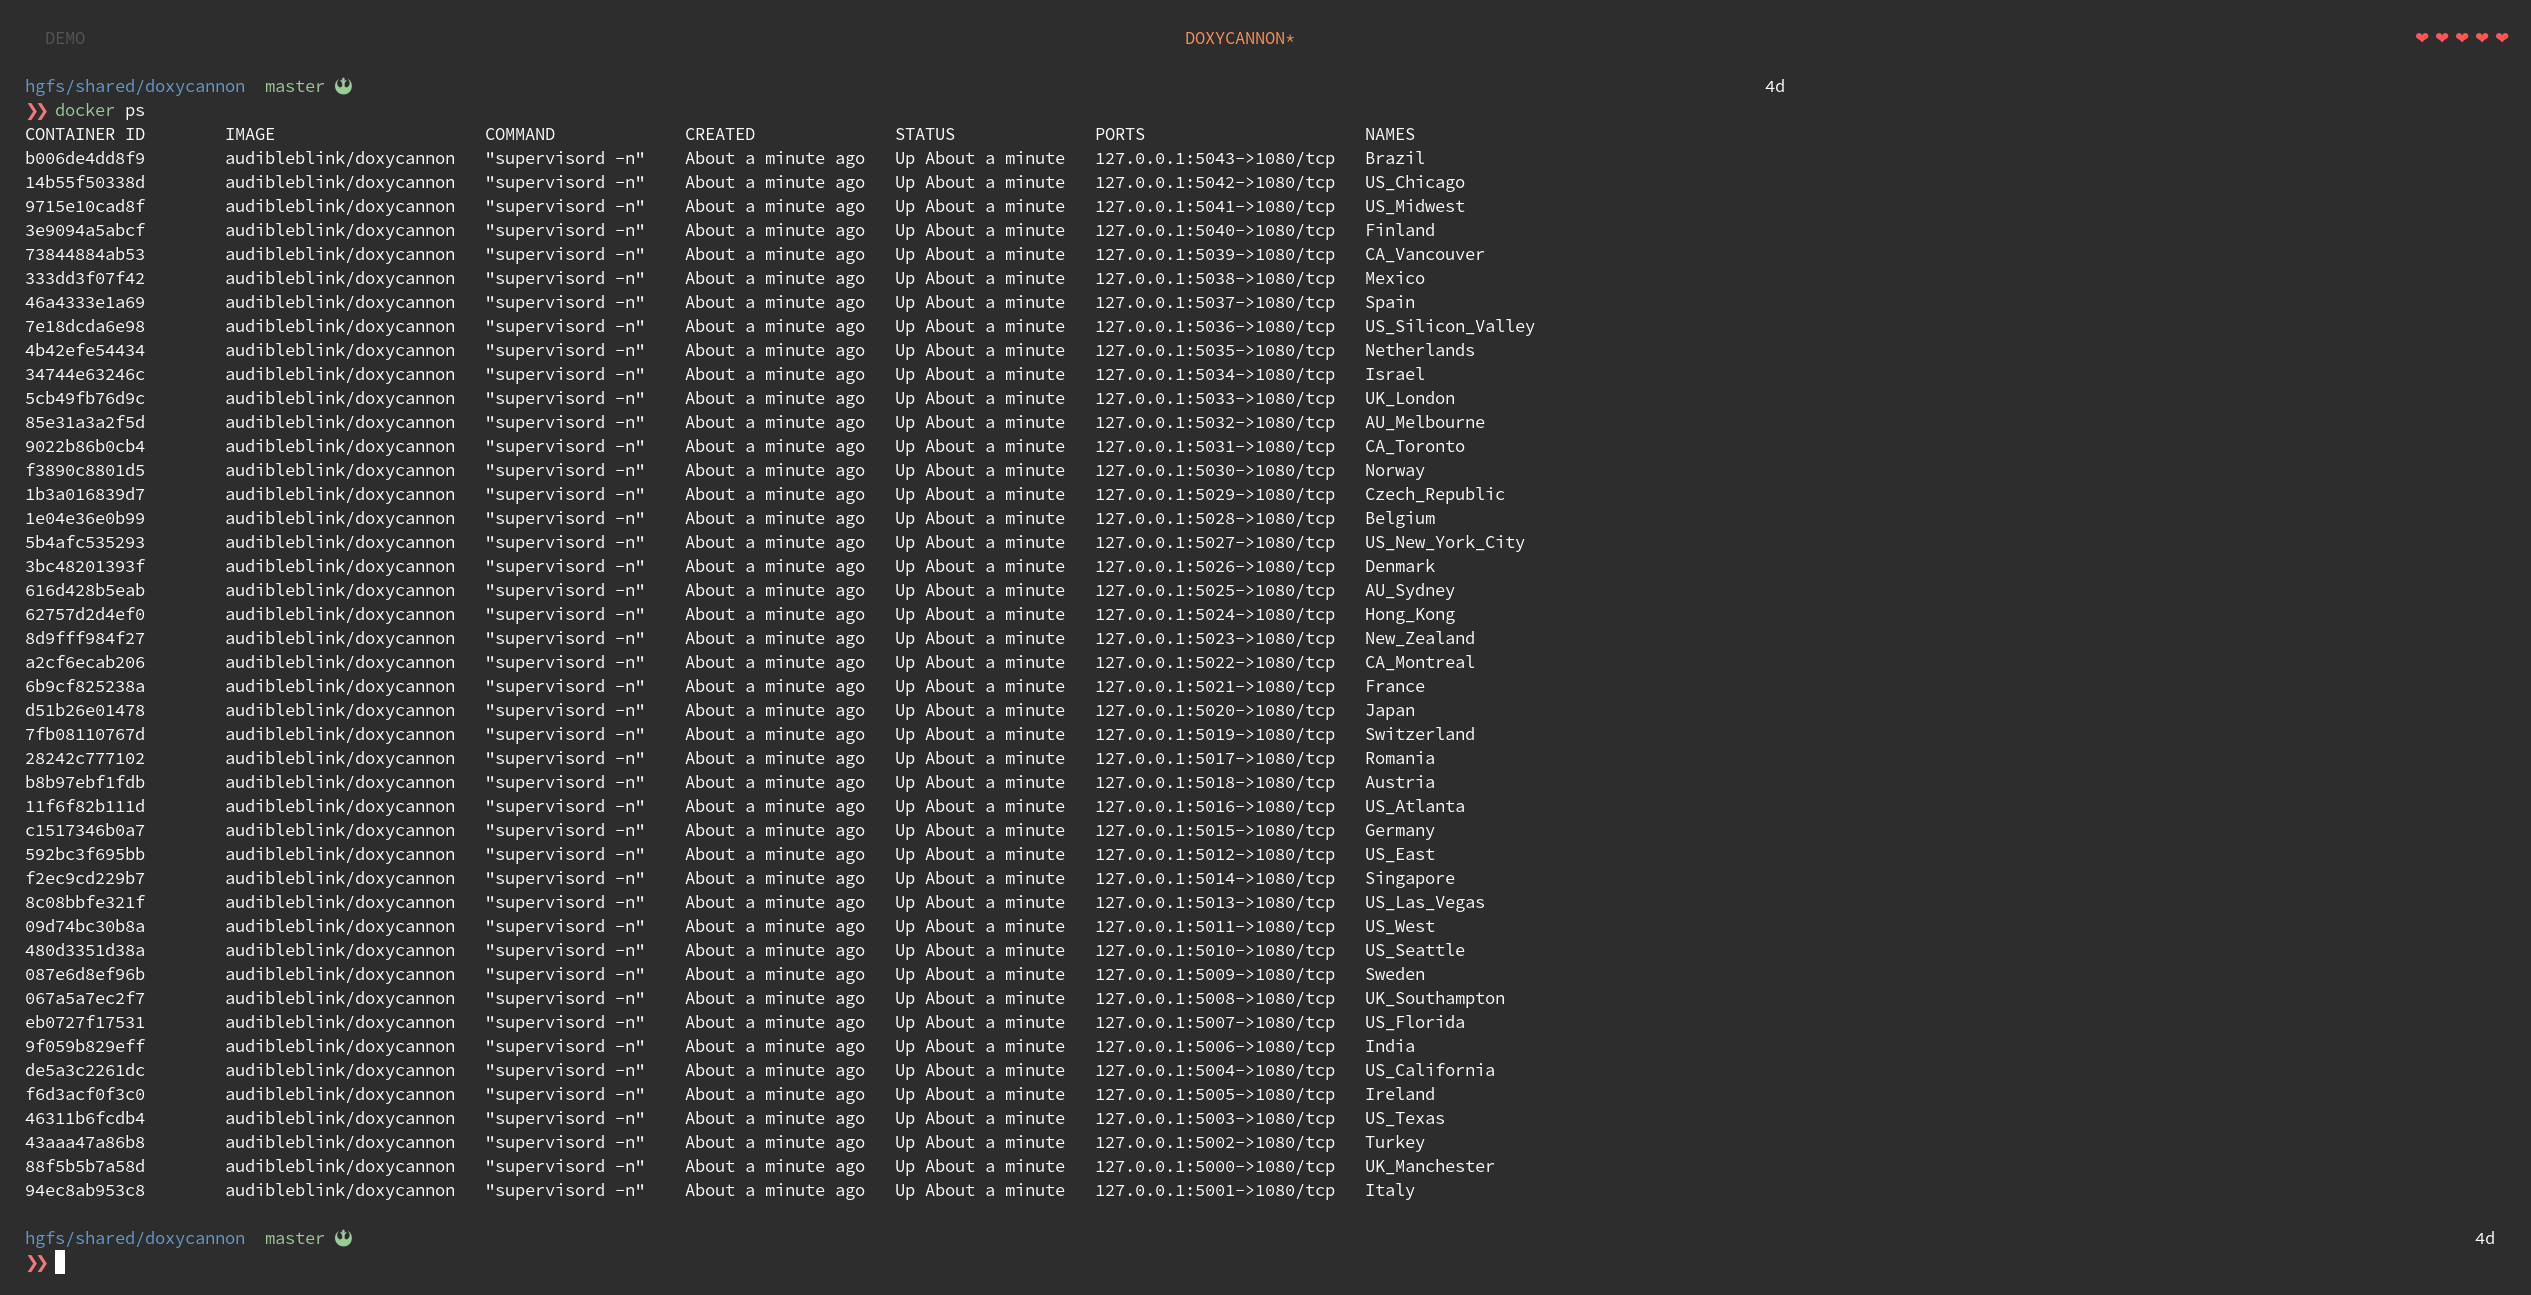 DEMO DOXYCANNON* ❤ ❤ ❤ ❤ ❤
hgfs/shared/doxycannon master 4d
❯❯ docker ps
CONTAINER ID IMAGE COMMAND CREATED STATUS PORTS NAMES
b006de4dd8f9 audibleblink/doxycannon "supervisord -n" About a minute ago Up About a minute 127.0.0.1:5043->1080/tcp Brazil
14b55f50338d audibleblink/doxycannon "supervisord -n" About a minute ago Up About a minute 127.0.0.1:5042->1080/tcp US_Chicago
9715e10cad8f audibleblink/doxycannon "supervisord -n" About a minute ago Up About a minute 127.0.0.1:5041->1080/tcp US_Midwest
3e9094a5abcf audibleblink/doxycannon "supervisord -n" About a minute ago Up About a minute 127.0.0.1:5040->1080/tcp Finland
73844884ab53 audibleblink/doxycannon "supervisord -n" About a minute ago Up About a minute 127.0.0.1:5039->1080/tcp CA_Vancouver
333dd3f07f42 audibleblink/doxycannon "supervisord -n" About a minute ago Up About a minute 127.0.0.1:5038->1080/tcp Mexico
46a4333e1a69 audibleblink/doxycannon "supervisord -n" About a minute ago Up About a minute 127.0.0.1:5037->1080/tcp Spain
7e18dcda6e98 audibleblink/doxycannon "supervisord -n" About a minute ago Up About a minute 127.0.0.1:5036->1080/tcp US_Silicon_Valley
4b42efe54434 audibleblink/doxycannon "supervisord -n" About a minute ago Up About a minute 127.0.0.1:5035->1080/tcp Netherlands
34744e63246c audibleblink/doxycannon "supervisord -n" About a minute ago Up About a minute 127.0.0.1:5034->1080/tcp Israel
5cb49fb76d9c audibleblink/doxycannon "supervisord -n" About a minute ago Up About a minute 127.0.0.1:5033->1080/tcp UK_London
85e31a3a2f5d audibleblink/doxycannon "supervisord -n" About a minute ago Up About a minute 127.0.0.1:5032->1080/tcp AU_Melbourne
9022b86b0cb4 audibleblink/doxycannon "supervisord -n" About a minute ago Up About a minute 127.0.0.1:5031->1080/tcp CA_Toronto
f3890c8801d5 audibleblink/doxycannon "supervisord -n" About a minute ago Up About a minute 127.0.0.1:5030->1080/tcp Norway
1b3a016839d7 audibleblink/doxycannon "supervisord -n" About a minute ago Up About a minute 127.0.0.1:5029->1080/tcp Czech_Republic
1e04e36e0b99 audibleblink/doxycannon "supervisord -n" About a minute ago Up About a minute 127.0.0.1:5028->1080/tcp Belgium
5b4afc535293 audibleblink/doxycannon "supervisord -n" About a minute ago Up About a minute 127.0.0.1:5027->1080/tcp US_New_York_City
3bc48201393f audibleblink/doxycannon "supervisord -n" About a minute ago Up About a minute 127.0.0.1:5026->1080/tcp Denmark
616d428b5eab audibleblink/doxycannon "supervisord -n" About a minute ago Up About a minute 127.0.0.1:5025->1080/tcp AU_Sydney
62757d2d4ef0 audibleblink/doxycannon "supervisord -n" About a minute ago Up About a minute 127.0.0.1:5024->1080/tcp Hong_Kong
8d9fff984f27 audibleblink/doxycannon "supervisord -n" About a minute ago Up About a minute 127.0.0.1:5023->1080/tcp New_Zealand
a2cf6ecab206 audibleblink/doxycannon "supervisord -n" About a minute ago Up About a minute 127.0.0.1:5022->1080/tcp CA_Montreal
6b9cf825238a audibleblink/doxycannon "supervisord -n" About a minute ago Up About a minute 127.0.0.1:5021->1080/tcp France
d51b26e01478 audibleblink/doxycannon "supervisord -n" About a minute ago Up About a minute 127.0.0.1:5020->1080/tcp Japan
7fb08110767d audibleblink/doxycannon "supervisord -n" About a minute ago Up About a minute 127.0.0.1:5019->1080/tcp Switzerland
28242c777102 audibleblink/doxycannon "supervisord -n" About a minute ago Up About a minute 127.0.0.1:5017->1080/tcp Romania
b8b97ebf1fdb audibleblink/doxycannon "supervisord -n" About a minute ago Up About a minute 127.0.0.1:5018->1080/tcp Austria
11f6f82b111d audibleblink/doxycannon "supervisord -n" About a minute ago Up About a minute 127.0.0.1:5016->1080/tcp US_Atlanta
c1517346b0a7 audibleblink/doxycannon "supervisord -n" About a minute ago Up About a minute 127.0.0.1:5015->1080/tcp Germany
592bc3f695bb audibleblink/doxycannon "supervisord -n" About a minute ago Up About a minute 127.0.0.1:5012->1080/tcp US_East
f2ec9cd229b7 audibleblink/doxycannon "supervisord -n" About a minute ago Up About a minute 127.0.0.1:5014->1080/tcp Singapore
8c08bbfe321f audibleblink/doxycannon "supervisord -n" About a minute ago Up About a minute 127.0.0.1:5013->1080/tcp US_Las_Vegas
09d74bc30b8a audibleblink/doxycannon "supervisord -n" About a minute ago Up About a minute 127.0.0.1:5011->1080/tcp US_West
480d3351d38a audibleblink/doxycannon "supervisord -n" About a minute ago Up About a minute 127.0.0.1:5010->1080/tcp US_Seattle
087e6d8ef96b audibleblink/doxycannon "supervisord -n" About a minute ago Up About a minute 127.0.0.1:5009->1080/tcp Sweden
067a5a7ec2f7 audibleblink/doxycannon "supervisord -n" About a minute ago Up About a minute 127.0.0.1:5008->1080/tcp UK_Southampton
eb0727f17531 audibleblink/doxycannon "supervisord -n" About a minute ago Up About a minute 127.0.0.1:5007->1080/tcp US_Florida
9f059b829eff audibleblink/doxycannon "supervisord -n" About a minute ago Up About a minute 127.0.0.1:5006->1080/tcp India
de5a3c2261dc audibleblink/doxycannon "supervisord -n" About a minute ago Up About a minute 127.0.0.1:5004->1080/tcp US_California
f6d3acf0f3c0 audibleblink/doxycannon "supervisord -n" About a minute ago Up About a minute 127.0.0.1:5005->1080/tcp Ireland
46311b6fcdb4 audibleblink/doxycannon "supervisord -n" About a minute ago Up About a minute 127.0.0.1:5003->1080/tcp US_Texas
43aaa47a86b8 audibleblink/doxycannon "supervisord -n" About a minute ago Up About a minute 127.0.0.1:5002->1080/tcp Turkey
88f5b5b7a58d audibleblink/doxycannon "supervisord -n" About a minute ago Up About a minute 127.0.0.1:5000->1080/tcp UK_Manchester
94ec8ab953c8 audibleblink/doxycannon "supervisord -n" About a minute ago Up About a minute 127.0.0.1:5001->1080/tcp Italy
hgfs/shared/doxycannon master 4d
❯❯